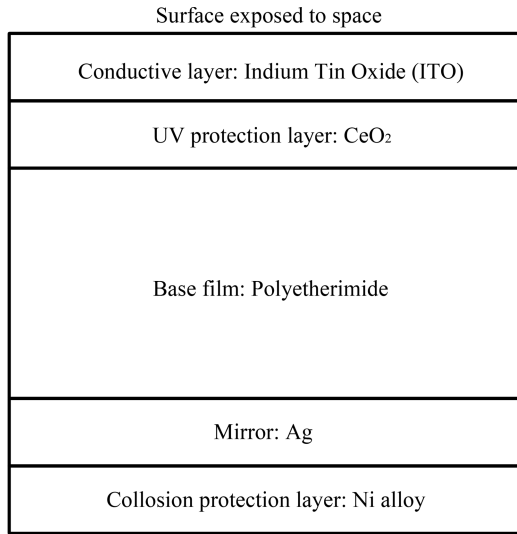 Surface exposed to space
Conductive layer: Indium Tin Oxide (ITO)
UV protection layer: CeO₂
Base film: Polyetherimide
Mirror: Ag
Collosion protection layer: Ni alloy